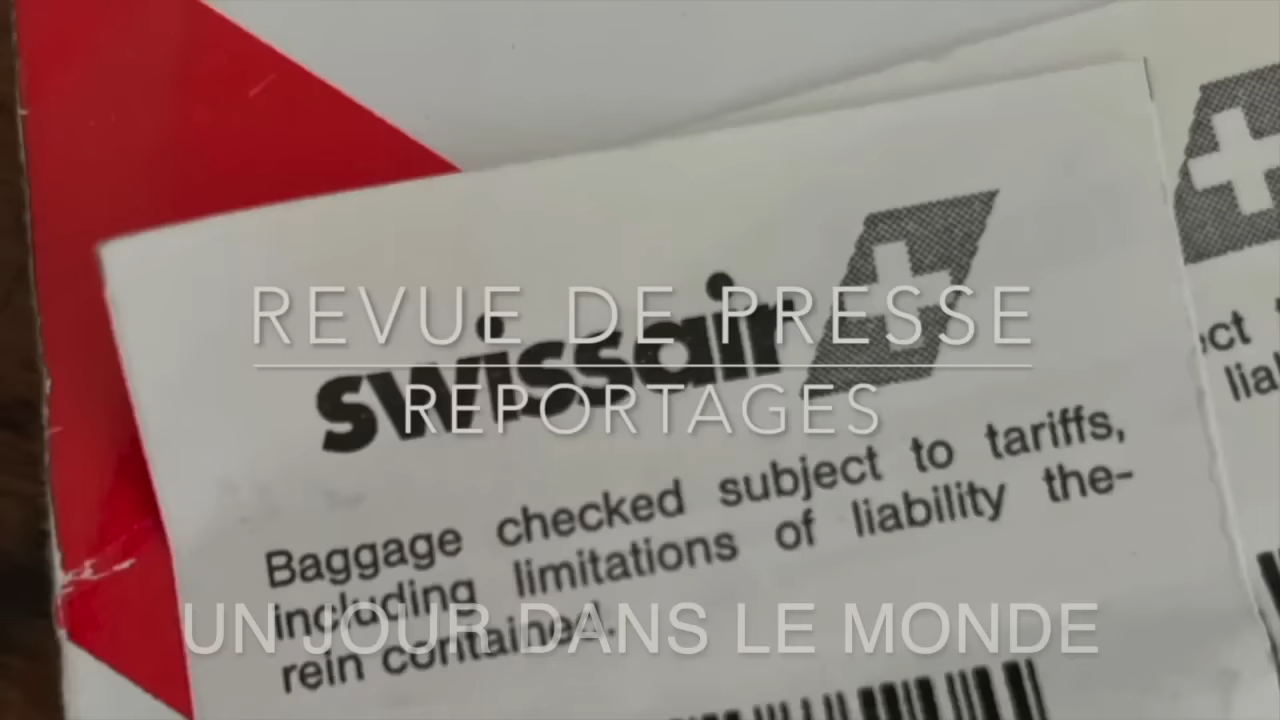 swissair
Baggage checked subject to tariffs,
including limitations of liability the-
rein contained.
ct
lia
REVUE DE PRESSE
REPORTAGES
UN JOUR DANS LE MONDE